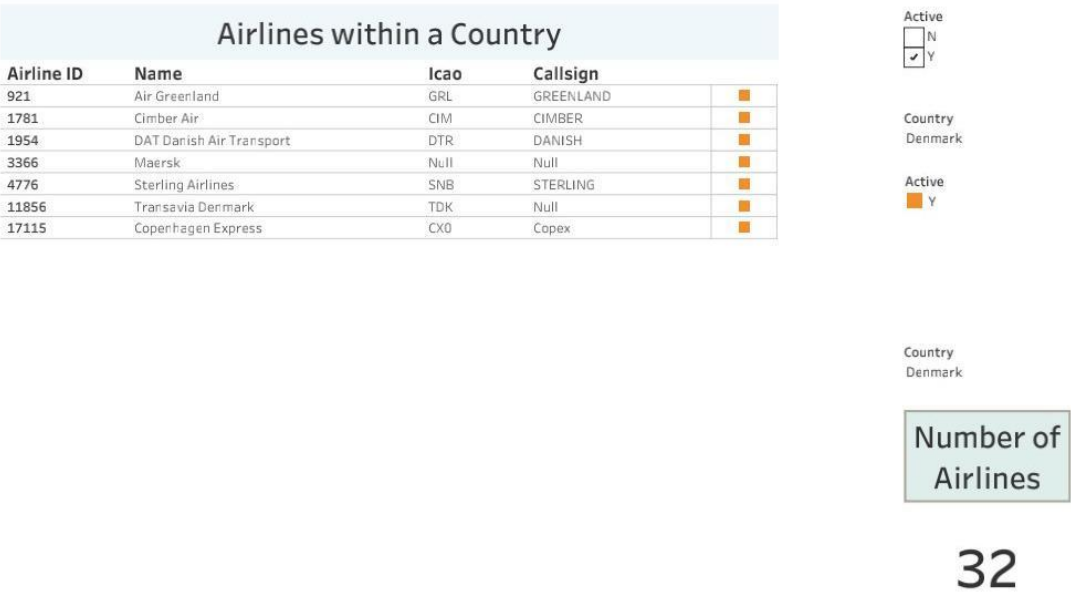 Airlines within a Country
Airline ID Name Icao Callsign
921 Air Greenland GRL GREENLAND
1781 Cimber Air CIM CIMBER
1954 DAT Danish Air Transport DTR DANISH
3366 Maersk Null Null
4776 Sterling Airlines SNB STERLING
11856 Transavia Denmark TDK Null
17115 Copenhagen Express CX0 Copex
Active
N
Y
Country
Denmark
Active
Y
Country
Denmark
Number of
Airlines
32